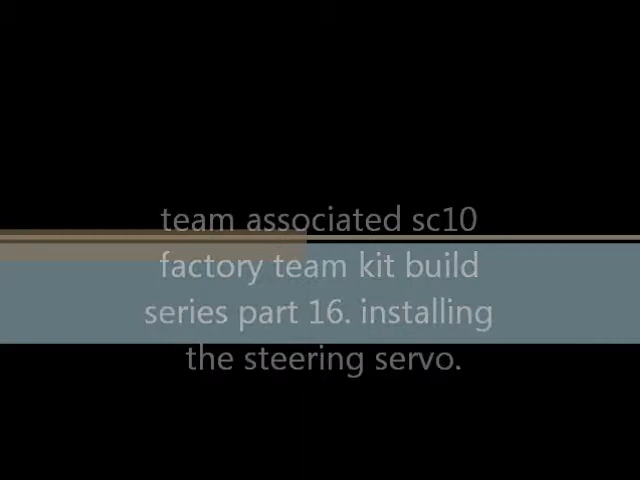 team associated sc10
factory team kit build
series part 16. installing
the steering servo.